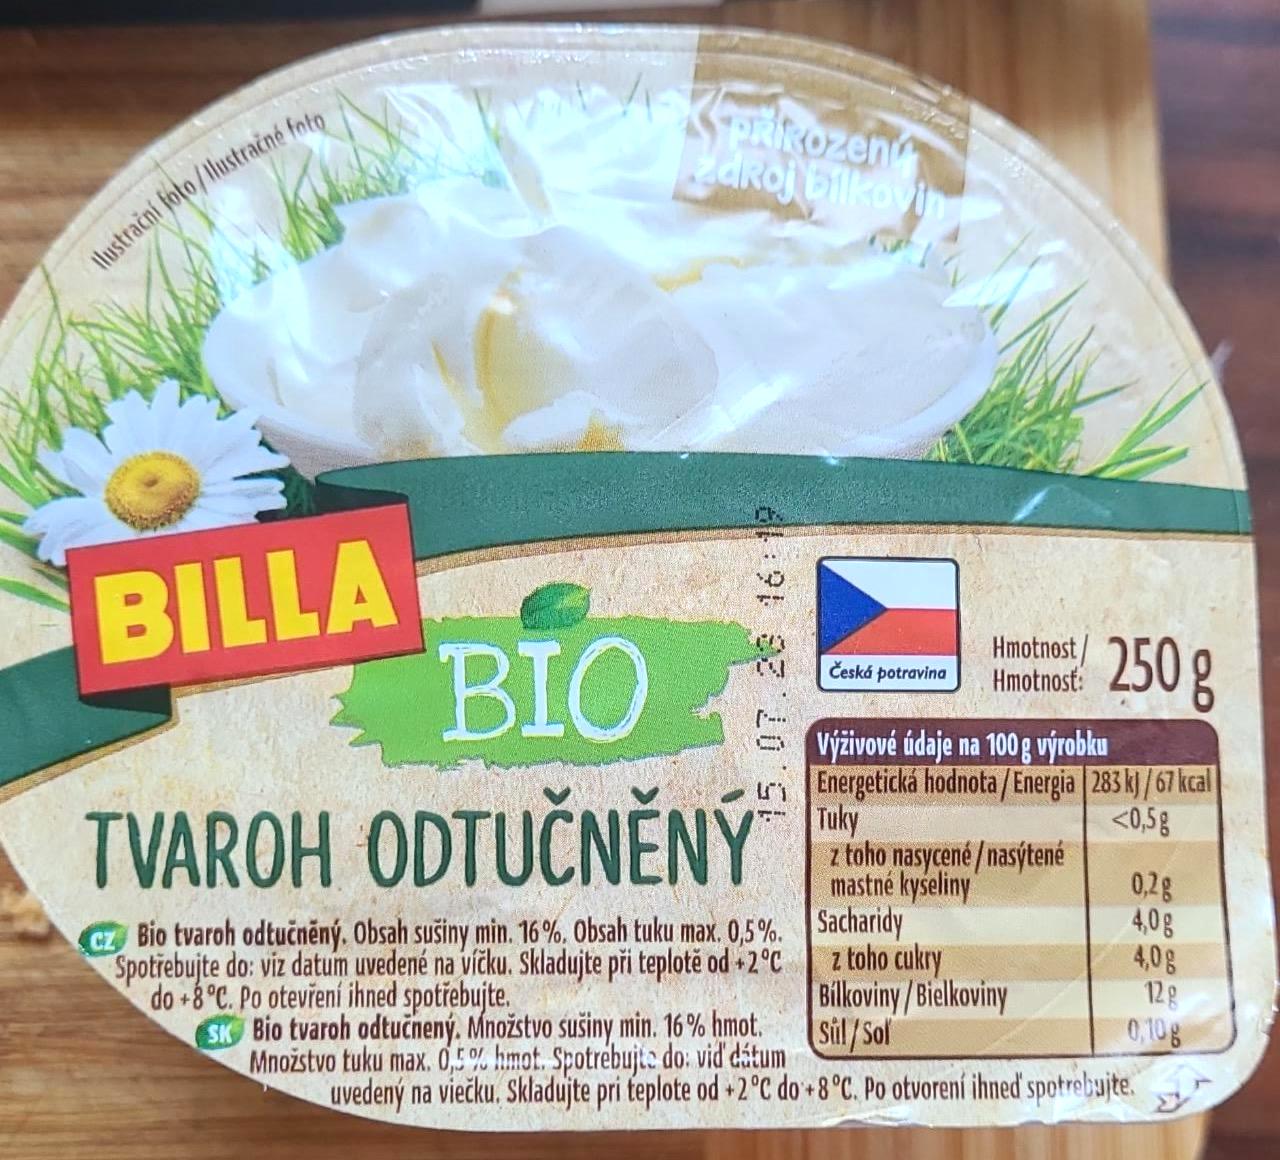 Ilustrační foto / Ilustračné foto
přirozený
zdroj bílkovin
BILLA
BIO
15.07.23 16:19
Česká potravina
Hmotnost /
Hmotnosť: 250 g
TVAROH ODTUČNĚNÝ
CZ Bio tvaroh odtučněný. Obsah sušiny min. 16 %. Obsah tuku max. 0,5 %.
Spotřebujte do: viz datum uvedené na víčku. Skladujte při teplotě od +2 °C
do +8 °C. Po otevření ihned spotřebujte.
SK Bio tvaroh odtučnený. Množstvo sušiny min. 16 % hmot.
Množstvo tuku max. 0,5 % hmot. Spotrebujte do: viď dátum
uvedený na viečku. Skladujte pri teplote od +2 °C do +8 °C. Po otvorení ihneď spotrebujte.
Výživové údaje na 100 g výrobku
Energetická hodnota / Energia 283 kJ / 67 kcal
Tuky <0,5 g
z toho nasycené / nasýtené
mastné kyseliny 0,2 g
Sacharidy 4,0 g
z toho cukry 4,0 g
Bílkoviny / Bielkoviny 12 g
Sůl / Soľ 0,10 g